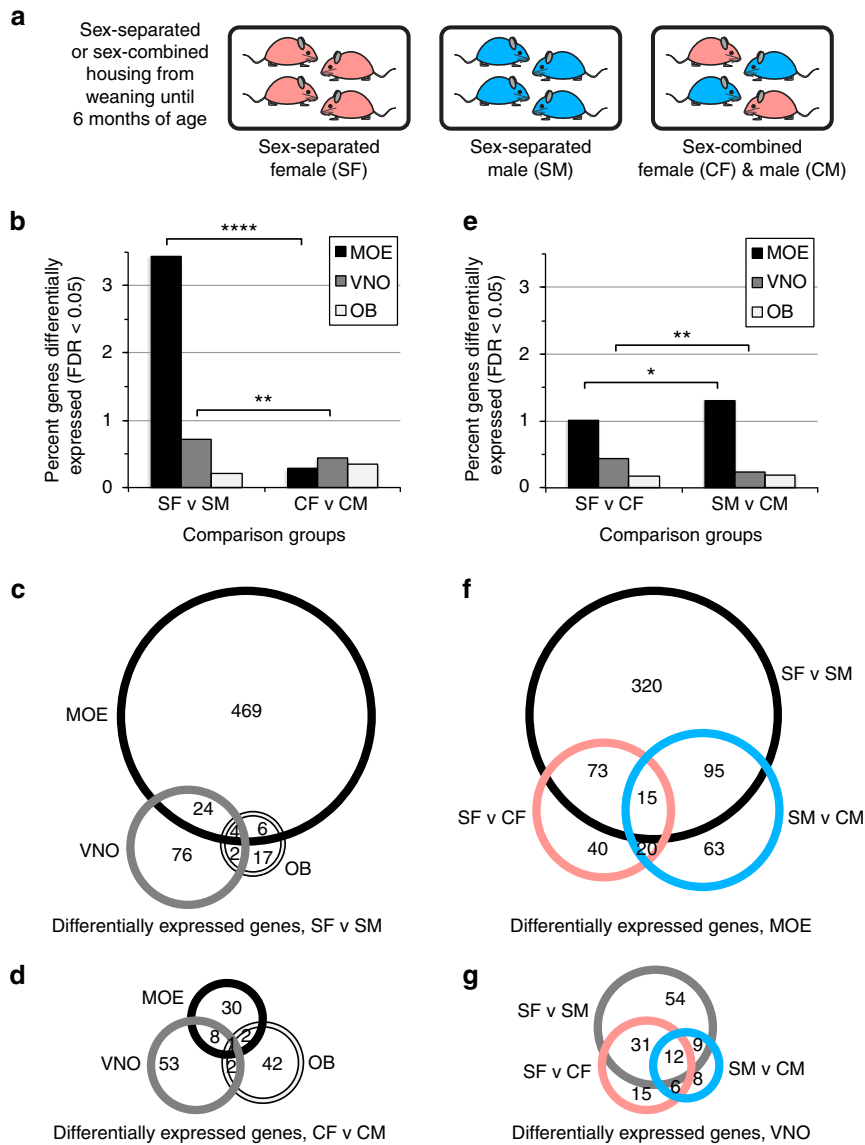 a
Sex-separated
or sex-combined
housing from
weaning until
6 months of age
Sex-separated
female (SF)
Sex-separated
male (SM)
Sex-combined
female (CF) & male (CM)
b
Percent genes differentially
expressed (FDR < 0.05)
3
2
1
0
****
**
MOE
VNO
OB
SF v SM
CF v CM
Comparison groups
e
Percent genes differentially
expressed (FDR < 0.05)
3
2
1
0
**
*
MOE
VNO
OB
SF v CF
SM v CM
Comparison groups
c
MOE
469
24
6
VNO
76
2
17
OB
Differentially expressed genes, SF v SM
f
320
SF v SM
73
95
15
SF v CF
SM v CM
40
20
63
Differentially expressed genes, MOE
d
MOE
30
8
2
VNO
53
2
42
OB
Differentially expressed genes, CF v CM
g
SF v SM
54
31
9
12
SF v CF
SM v CM
15
6
8
Differentially expressed genes, VNO